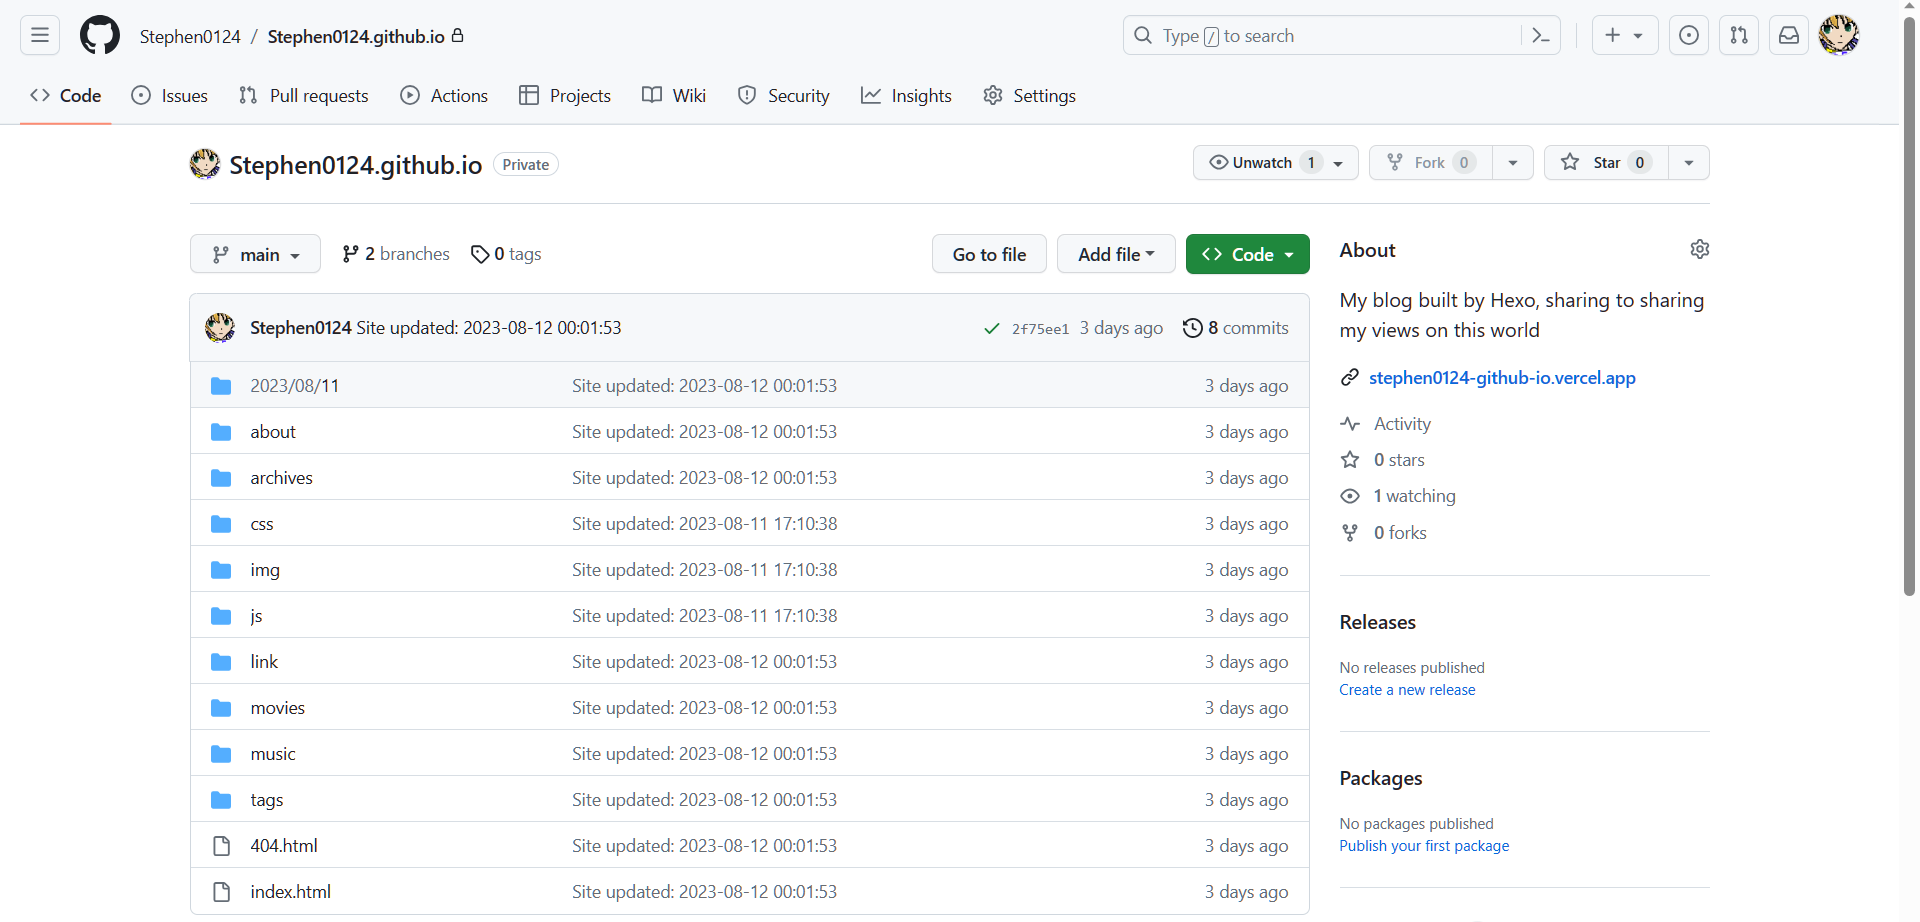 Stephen0124 / Stephen0124.github.io
Type / to search
Code Issues Pull requests Actions Projects Wiki Security Insights Settings
Stephen0124.github.io Private
Unwatch 1 Fork 0 Star 0
main 2 branches 0 tags Go to file Add file Code
Stephen0124 Site updated: 2023-08-12 00:01:53 2f75ee1 3 days ago 8 commits
2023/08/11 Site updated: 2023-08-12 00:01:53 3 days ago
about Site updated: 2023-08-12 00:01:53 3 days ago
archives Site updated: 2023-08-12 00:01:53 3 days ago
css Site updated: 2023-08-11 17:10:38 3 days ago
img Site updated: 2023-08-11 17:10:38 3 days ago
js Site updated: 2023-08-11 17:10:38 3 days ago
link Site updated: 2023-08-12 00:01:53 3 days ago
movies Site updated: 2023-08-12 00:01:53 3 days ago
music Site updated: 2023-08-12 00:01:53 3 days ago
tags Site updated: 2023-08-12 00:01:53 3 days ago
404.html Site updated: 2023-08-12 00:01:53 3 days ago
index.html Site updated: 2023-08-12 00:01:53 3 days ago
About
My blog built by Hexo, sharing to sharing
my views on this world
stephen0124-github-io.vercel.app
Activity
0 stars
1 watching
0 forks
Releases
No releases published
Create a new release
Packages
No packages published
Publish your first package